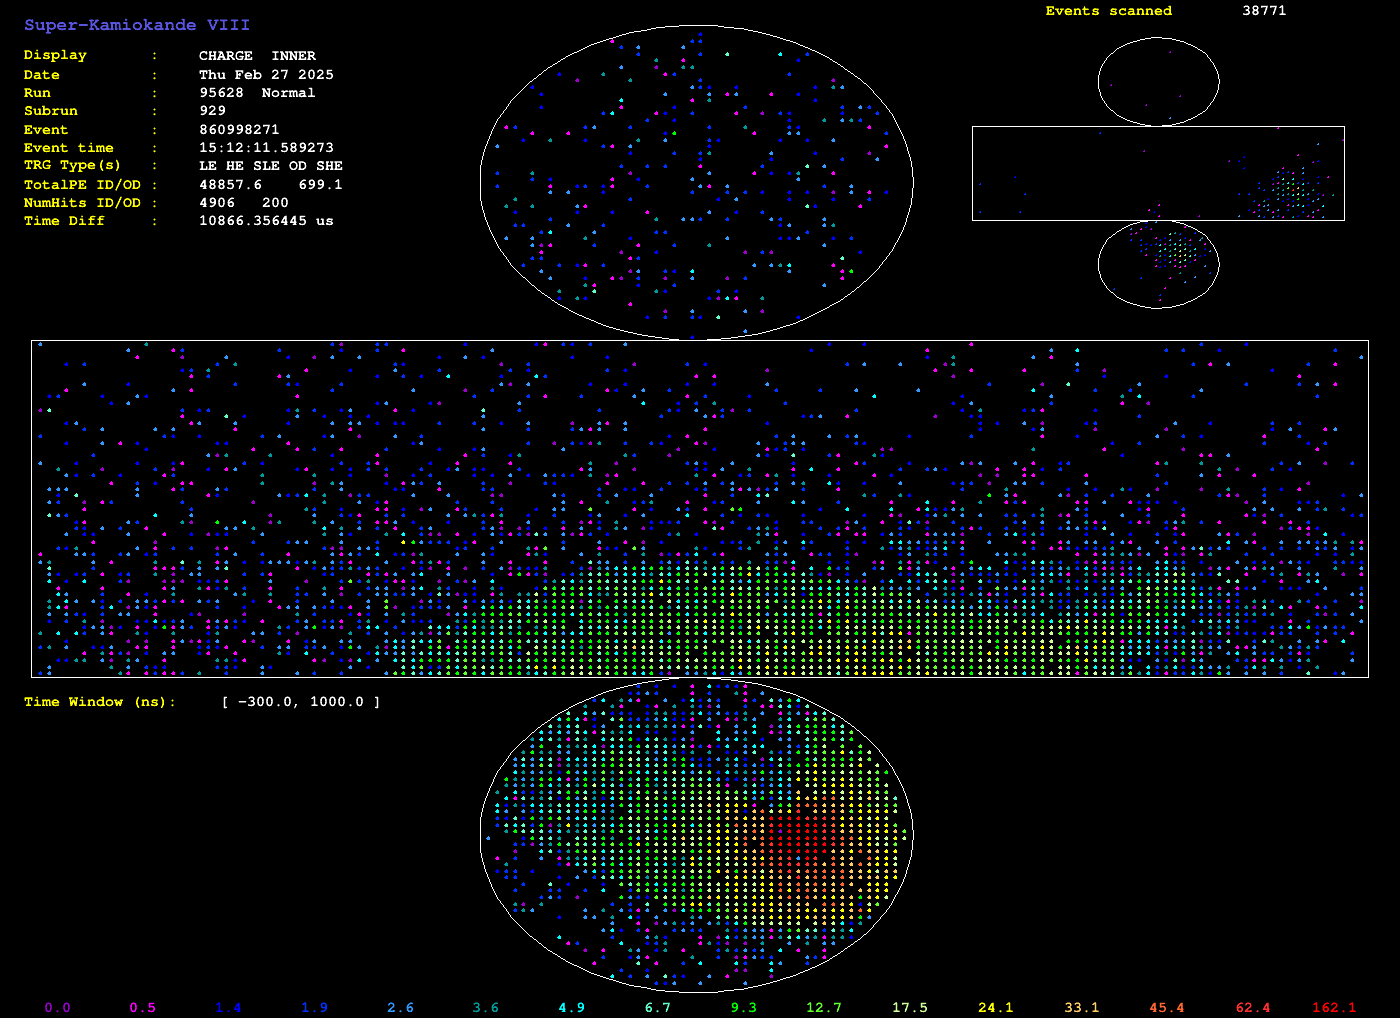 Super-Kamiokande VIII
Events scanned 38771
Display : CHARGE INNER
Date : Thu Feb 27 2025
Run : 95628 Normal
Subrun : 929
Event : 860998271
Event time : 15:12:11.589273
TRG Type(s) : LE HE SLE OD SHE
TotalPE ID/OD : 48857.6 699.1
NumHits ID/OD : 4906 200
Time Diff : 10866.356445 us
Time Window (ns): [ -300.0, 1000.0 ]
0.0 0.5 1.4 1.9 2.6 3.6 4.9 6.7 9.3 12.7 17.5 24.1 33.1 45.4 62.4 162.1